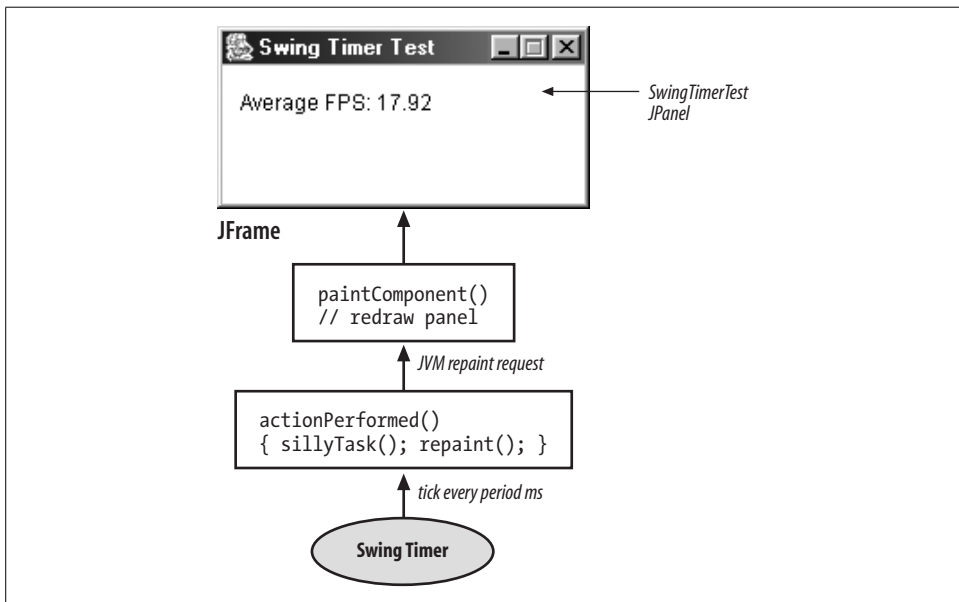 Swing Timer Test
Average FPS: 17.92
SwingTimerTest
JPanel
JFrame
paintComponent()
// redraw panel
JVM repaint request
actionPerformed()
{ sillyTask(); repaint(); }
tick every period ms
Swing Timer